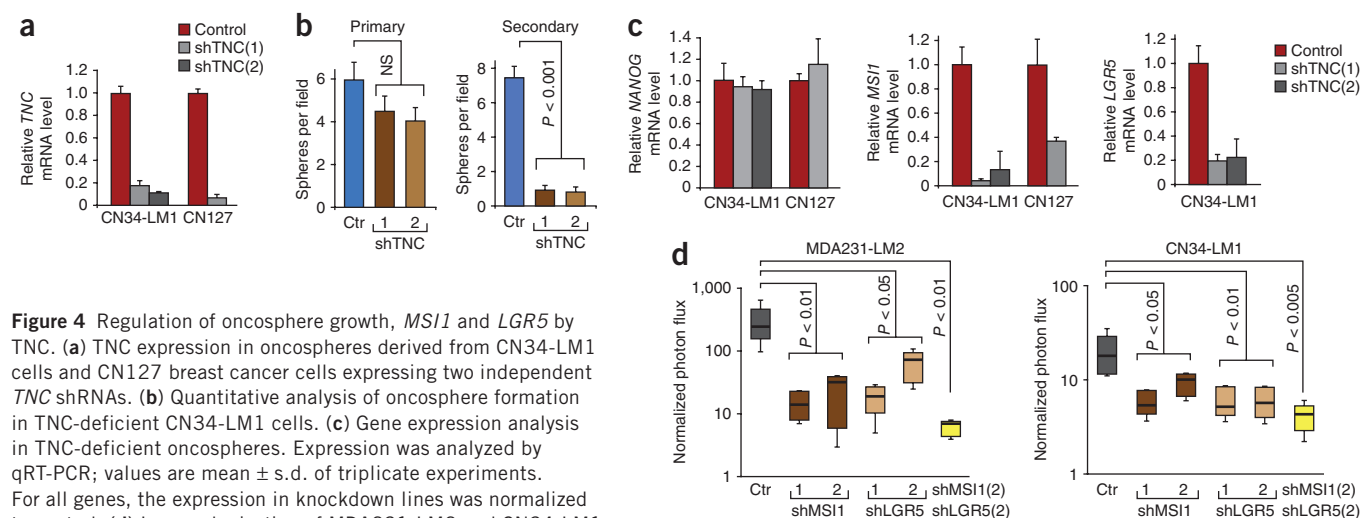 a
Control
shTNC(1)
shTNC(2)
Relative TNC
mRNA level
1.2
1.0
0.8
0.6
0.4
0.2
0
CN34-LM1 CN127
b
Primary
NS
Spheres per field
6
4
2
0
Ctr 1 2
shTNC
Secondary
P < 0.001
Spheres per field
8
6
4
2
0
Ctr 1 2
shTNC
c
Relative NANOG
mRNA level
1.4
1.2
1.0
0.8
0.6
0.4
0.2
0
CN34-LM1 CN127
Relative MSI1
mRNA level
1.2
1.0
0.8
0.6
0.4
0.2
0
CN34-LM1 CN127
Relative LGR5
mRNA level
1.2
1.0
0.8
0.6
0.4
0.2
0
CN34-LM1
Control
shTNC(1)
shTNC(2)
d
MDA231-LM2
Normalized photon flux
1,000
100
10
1
P < 0.01
P < 0.05
P < 0.01
Ctr 1 2 1 2 shMSI1(2)
shMSI1 shLGR5 shLGR5(2)
CN34-LM1
Normalized photon flux
100
10
1
P < 0.05
P < 0.01
P < 0.005
Ctr 1 2 1 2 shMSI1(2)
shMSI1 shLGR5 shLGR5(2)
Figure 4 Regulation of oncosphere growth, MSI1 and LGR5 by
TNC. (a) TNC expression in oncospheres derived from CN34-LM1
cells and CN127 breast cancer cells expressing two independent
TNC shRNAs. (b) Quantitative analysis of oncosphere formation
in TNC-deficient CN34-LM1 cells. (c) Gene expression analysis
in TNC-deficient oncospheres. Expression was analyzed by
qRT-PCR; values are mean ± s.d. of triplicate experiments.
For all genes, the expression in knockdown lines was normalized